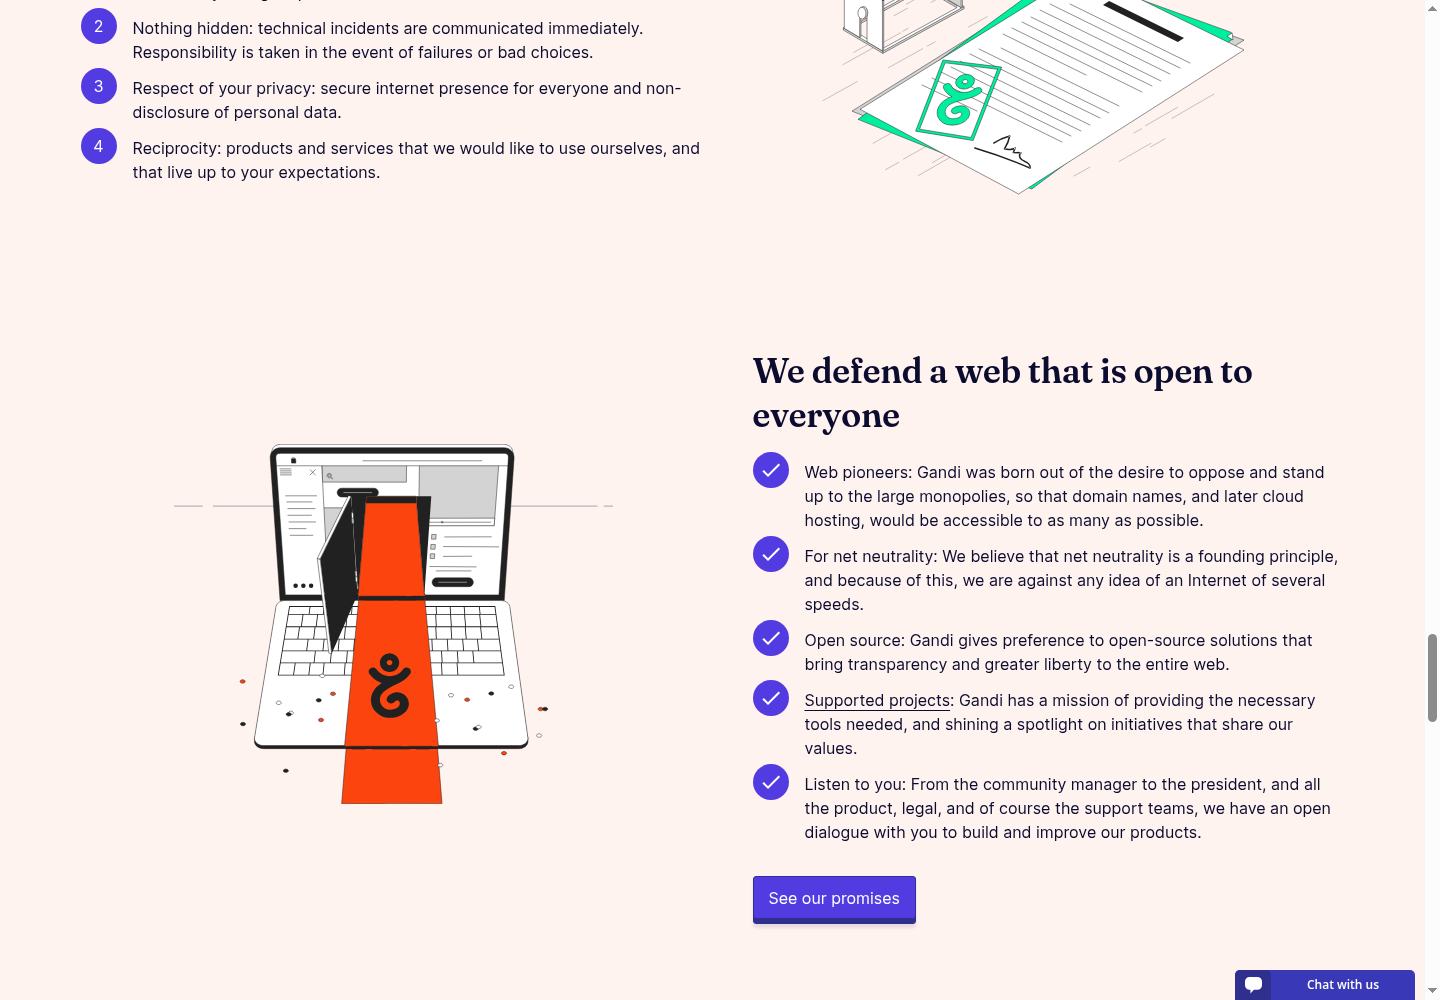 2
Nothing hidden: technical incidents are communicated immediately.
Responsibility is taken in the event of failures or bad choices.
3
Respect of your privacy: secure internet presence for everyone and non-
disclosure of personal data.
4
Reciprocity: products and services that we would like to use ourselves, and
that live up to your expectations.
We defend a web that is open to
everyone
Web pioneers: Gandi was born out of the desire to oppose and stand
up to the large monopolies, so that domain names, and later cloud
hosting, would be accessible to as many as possible.
For net neutrality: We believe that net neutrality is a founding principle,
and because of this, we are against any idea of an Internet of several
speeds.
Open source: Gandi gives preference to open-source solutions that
bring transparency and greater liberty to the entire web.
Supported projects: Gandi has a mission of providing the necessary
tools needed, and shining a spotlight on initiatives that share our
values.
Listen to you: From the community manager to the president, and all
the product, legal, and of course the support teams, we have an open
dialogue with you to build and improve our products.
See our promises
Chat with us